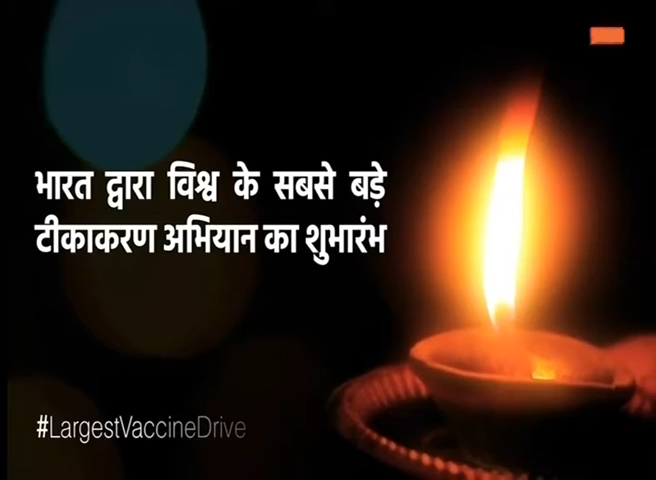 भारत द्वारा विश्व के सबसे बड़े
टीकाकरण अभियान का शुभारंभ
#LargestVaccineDrive